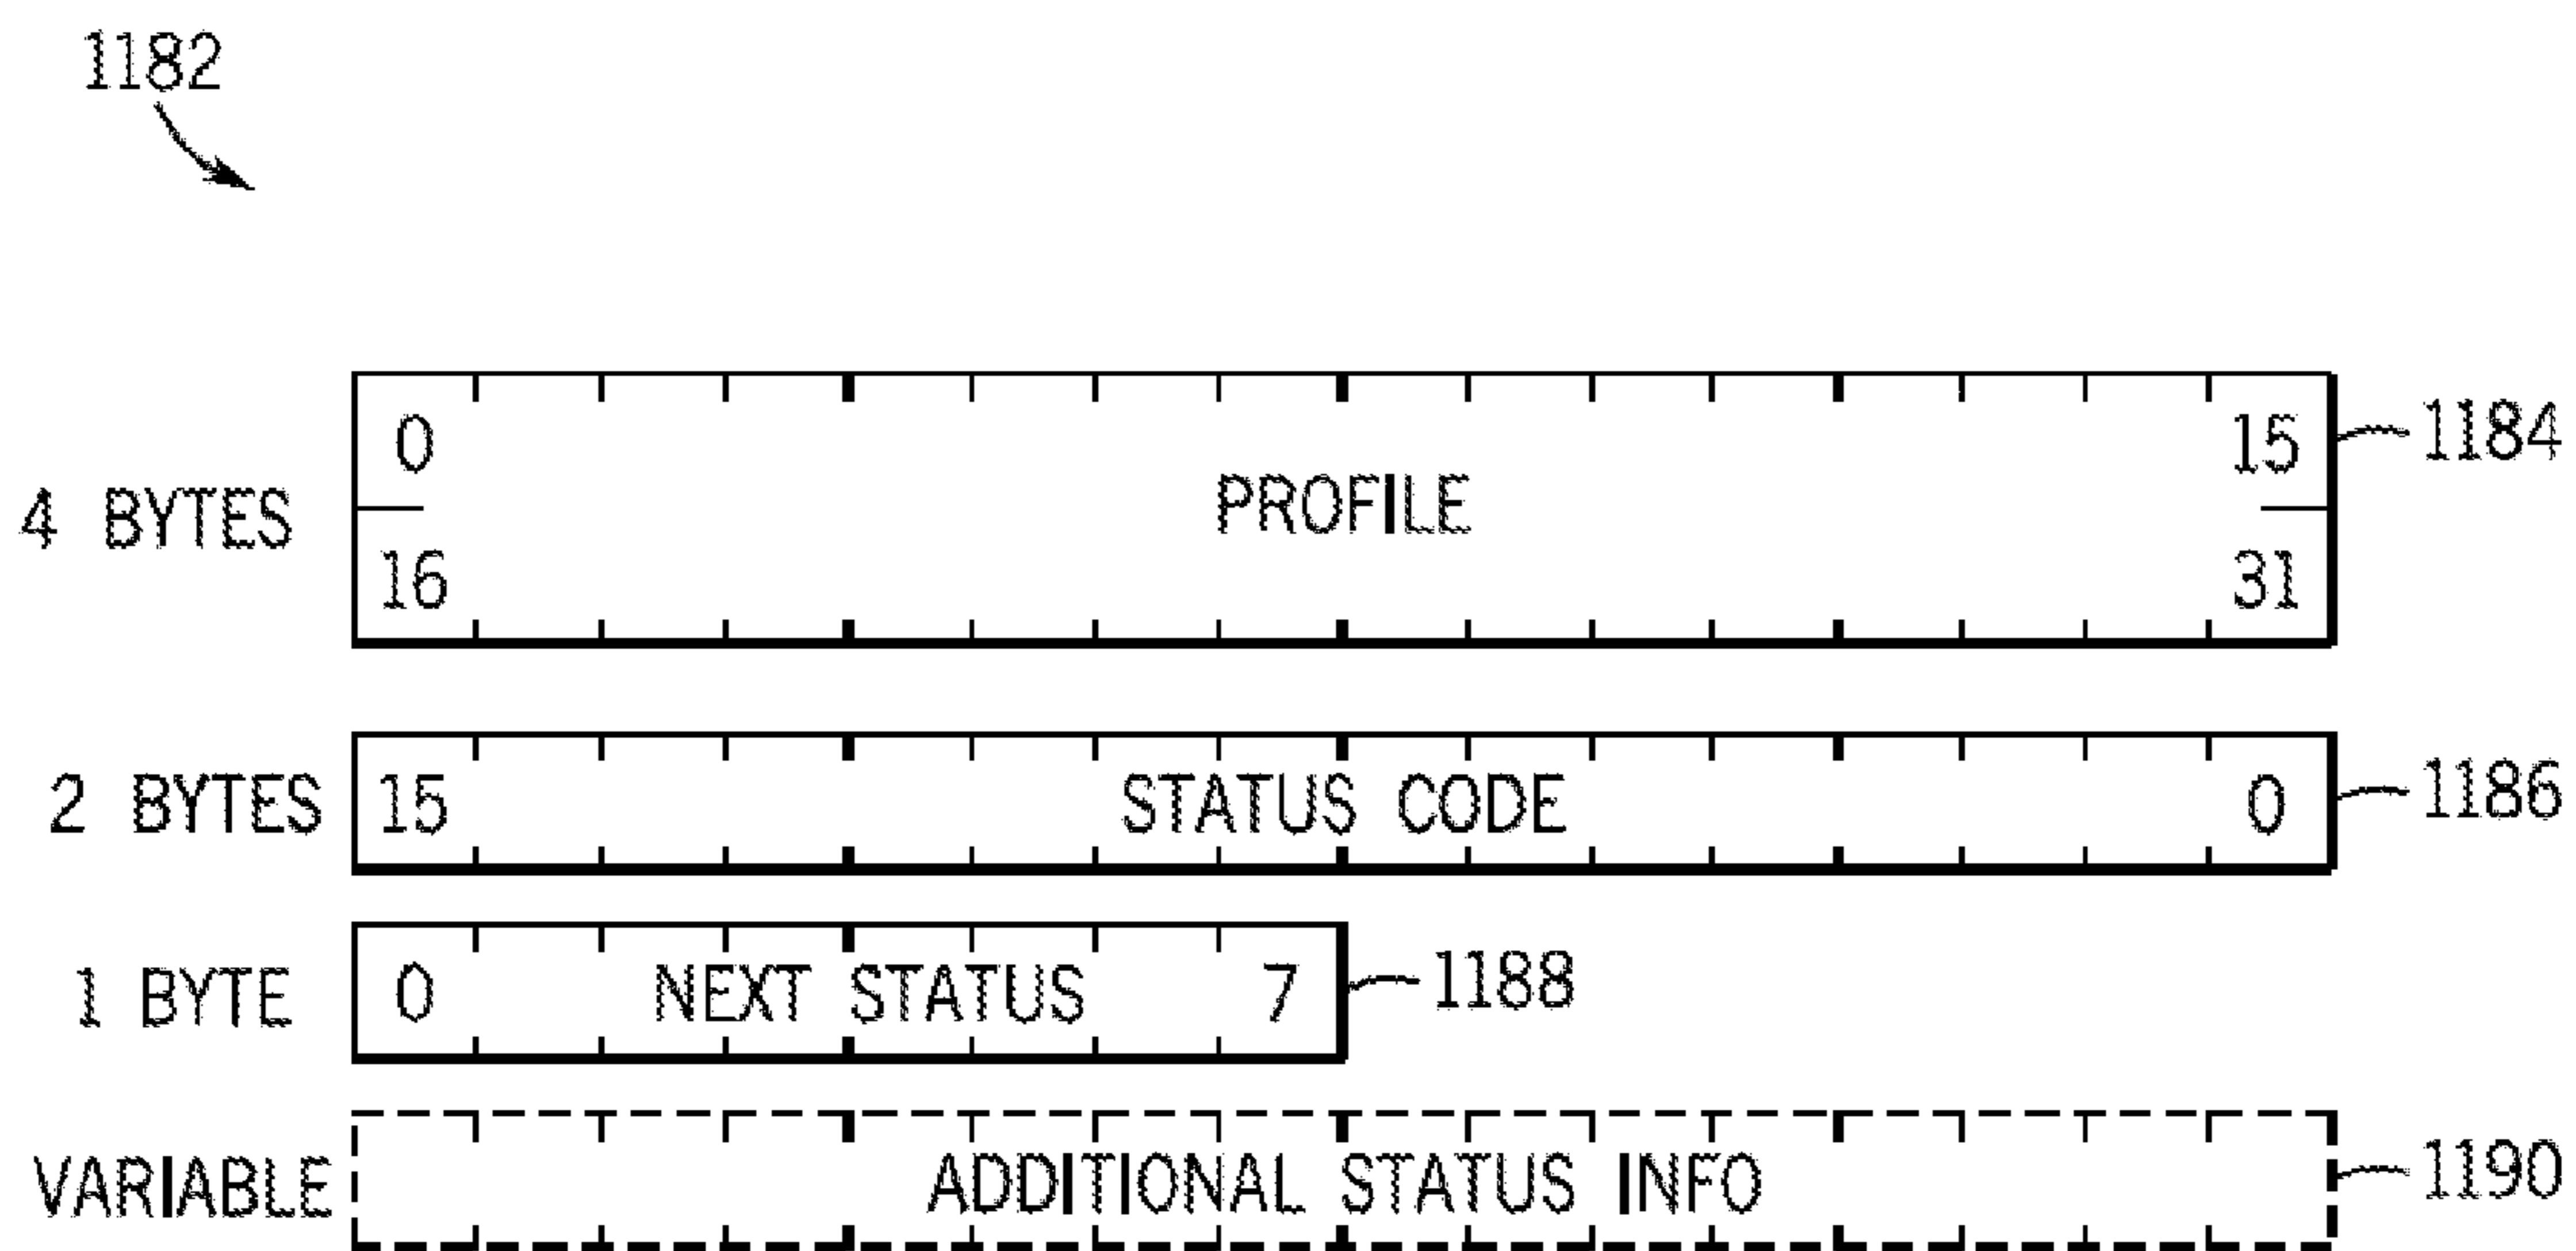 1182
0 15 1184
4 BYTES PROFILE
16 31
2 BYTES 15 STATUS CODE 0 1186
1 BYTE 0 NEXT STATUS 7 1188
VARIABLE ADDITIONAL STATUS INFO 1190